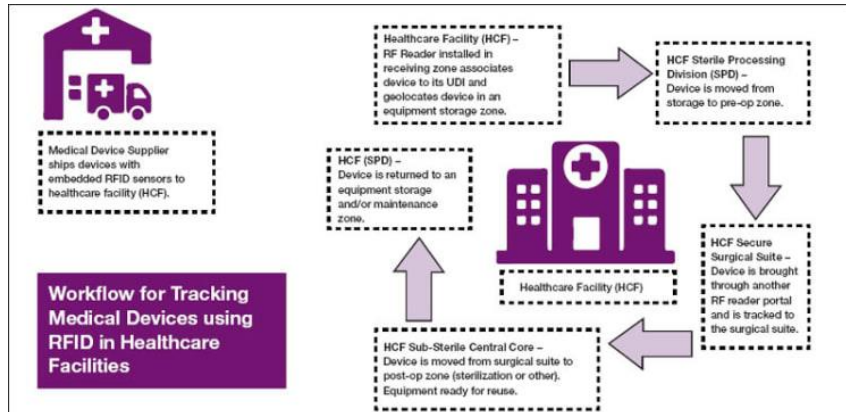 Medical Device Supplier
ships devices with
embedded RFID sensors to
healthcare facility (HCF).
Healthcare Facility (HCF) –
RF Reader installed in
receiving zone associates
device to its UDI and
geolocates device in an
equipment storage zone.
HCF Sterile Processing
Division (SPD) –
Device is moved from
storage to pre-op zone.
HCF Secure
Surgical Suite –
Device is brought
through another
RF reader portal
and is tracked to
the surgical suite.
HCF Sub-Sterile Central Core –
Device is moved from surgical suite to
post-op zone (sterilization or other).
Equipment ready for reuse.
HCF (SPD) –
Device is returned to an
equipment storage
and/or maintenance
zone.
Healthcare Facility (HCF)
Workflow for Tracking
Medical Devices using
RFID in Healthcare
Facilities